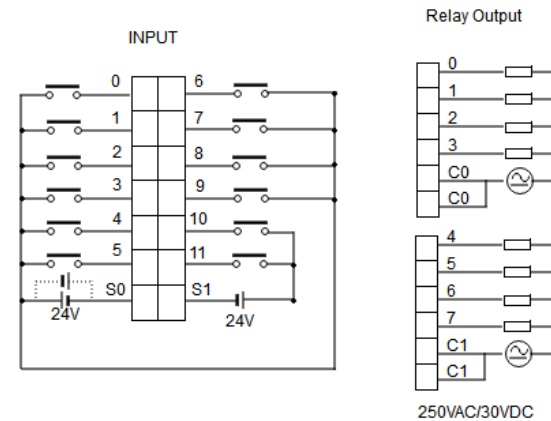 Relay Output
INPUT
0 6
1 7
2 8
3 9
4 10
5 11
S0 S1
24V 24V
0
1
2
3
C0
C0
4
5
6
7
C1
C1
250VAC/30VDC